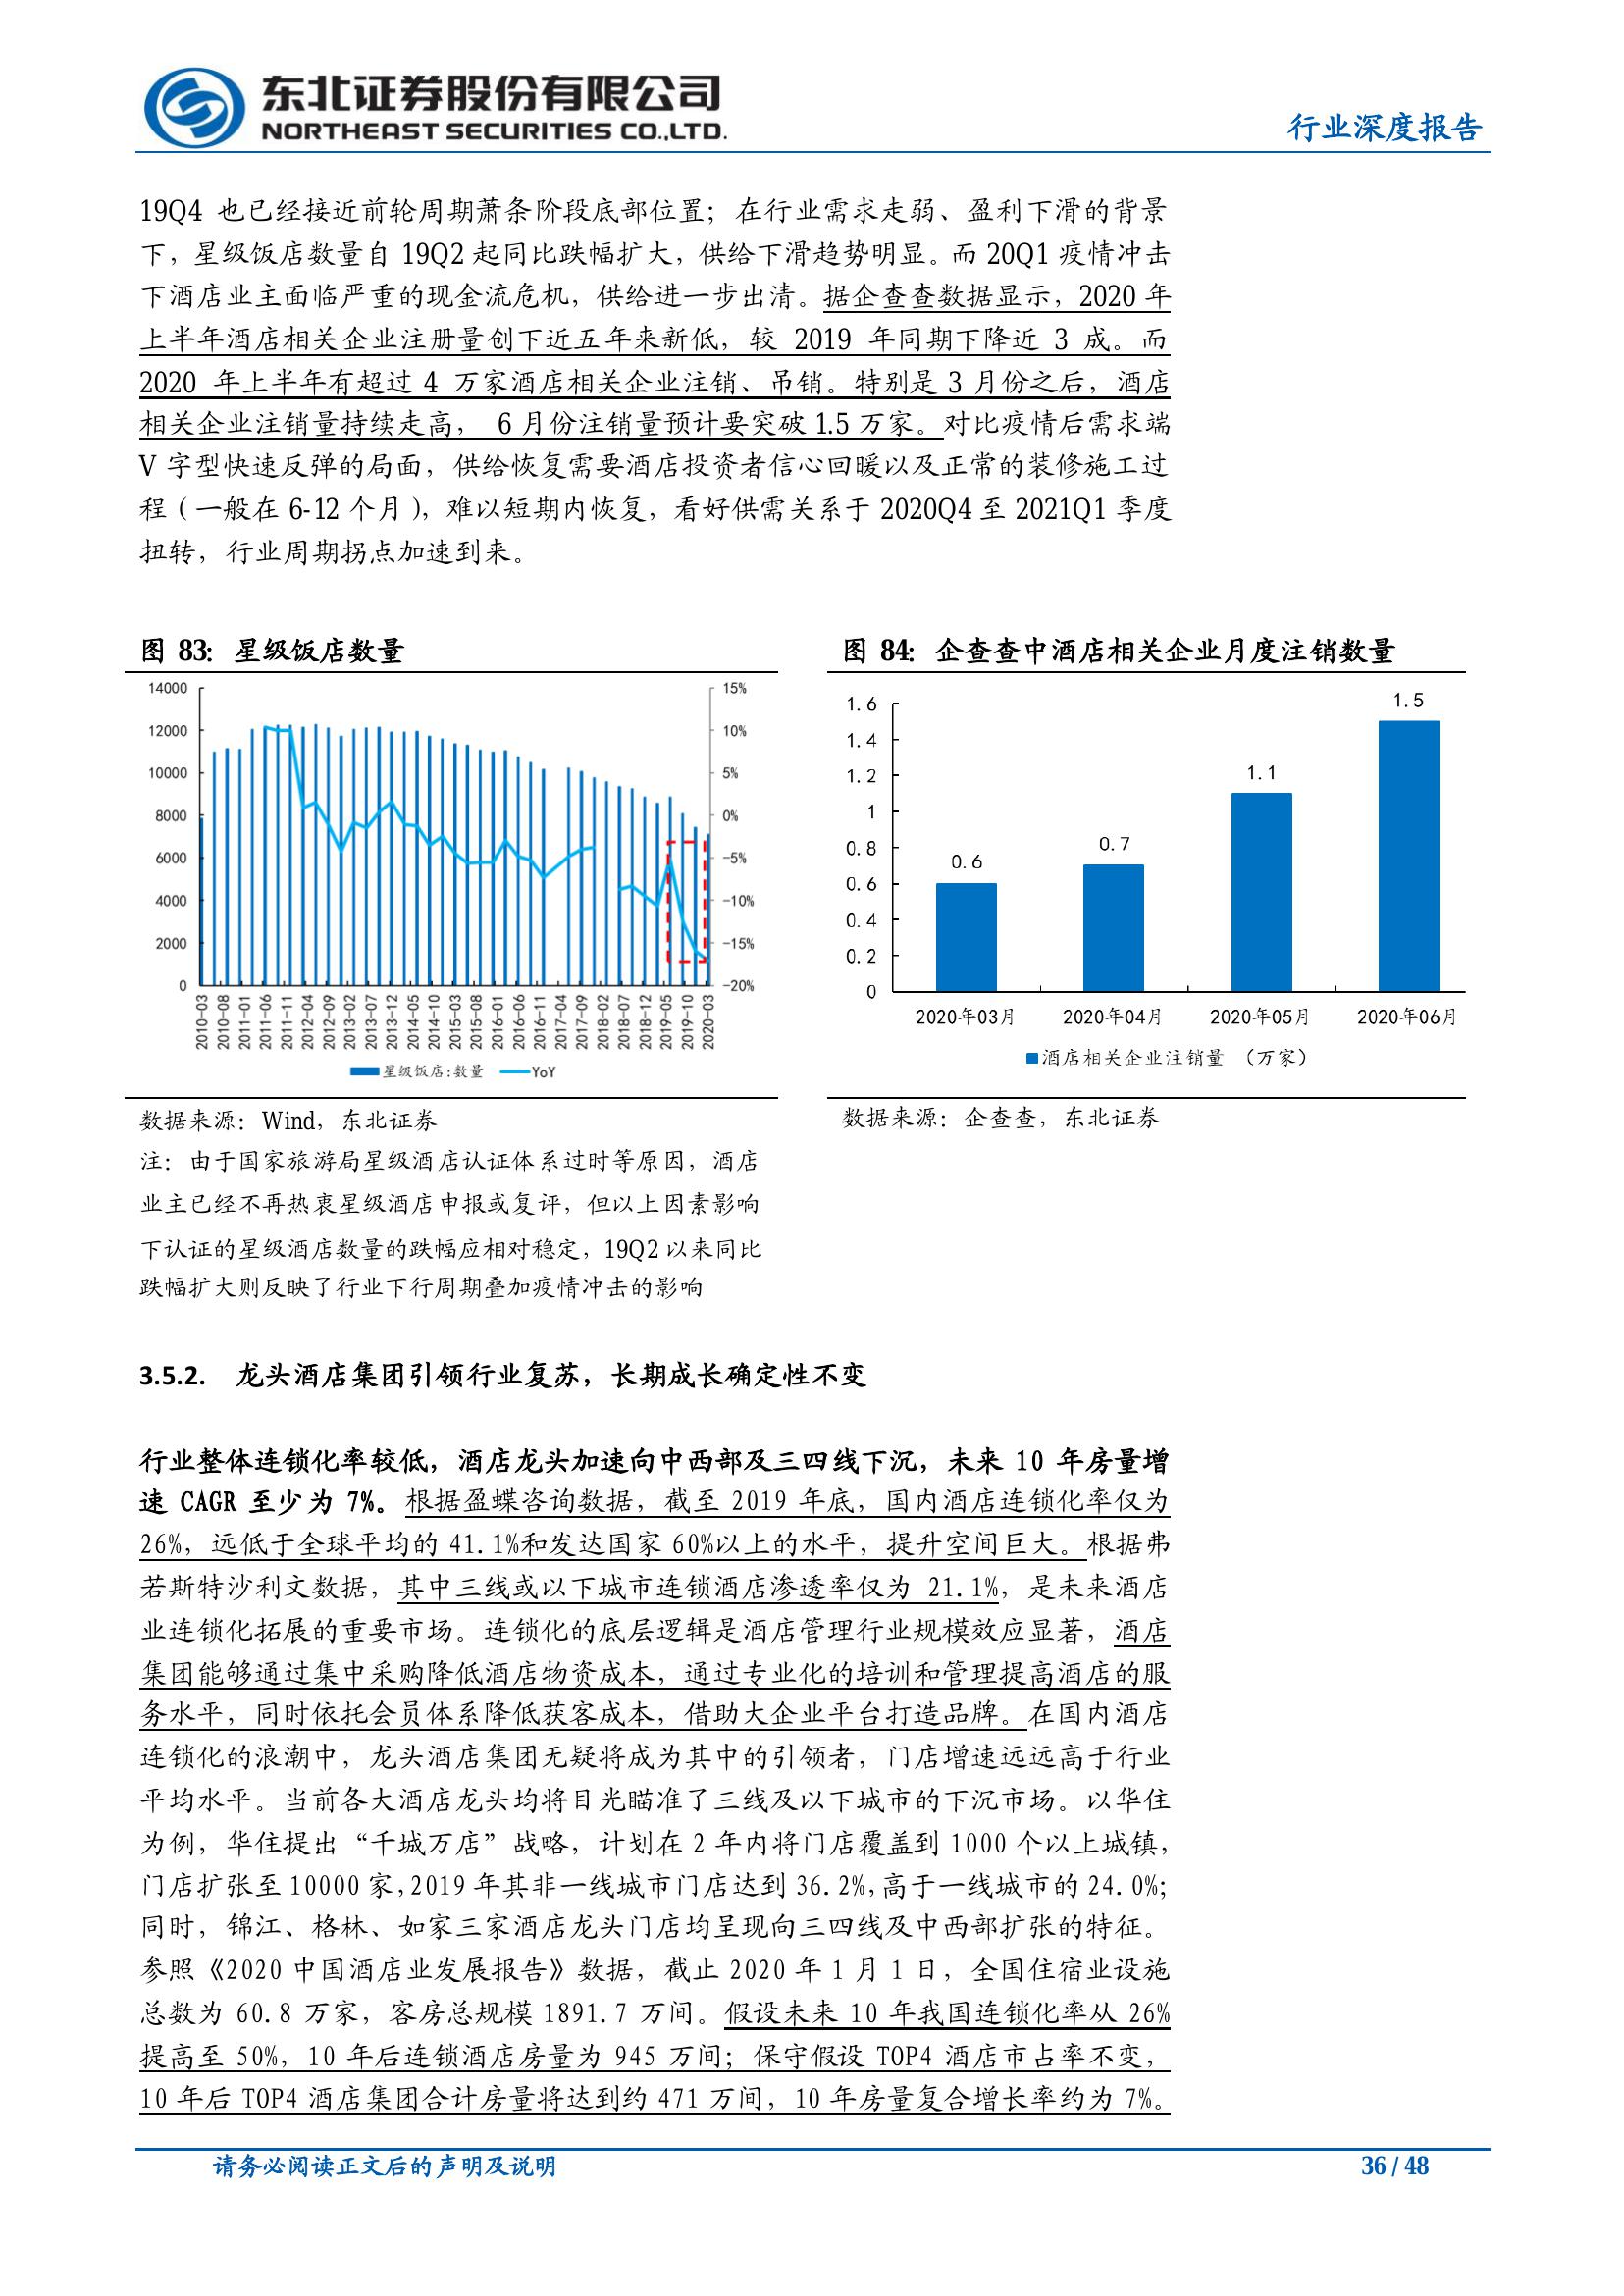 东北证券股份有限公司
NORTHEAST SECURITIES CO.,LTD.
行业深度报告
19Q4 也已经接近前轮周期萧条阶段底部位置；在行业需求走弱、盈利下滑的背景
下，星级饭店数量自 19Q2 起同比跌幅扩大，供给下滑趋势明显。而 20Q1 疫情冲击
下酒店业主面临严重的现金流危机，供给进一步出清。据企查查数据显示，2020 年
上半年酒店相关企业注册量创下近五年来新低，较 2019 年同期下降近 3 成。而
2020 年上半年有超过 4 万家酒店相关企业注销、吊销。特别是 3 月份之后，酒店
相关企业注销量持续走高， 6 月份注销量预计要突破 1.5 万家。对比疫情后需求端
V 字型快速反弹的局面，供给恢复需要酒店投资者信心回暖以及正常的装修施工过
程（一般在 6-12 个月），难以短期内恢复，看好供需关系于 2020Q4 至 2021Q1 季度
扭转，行业周期拐点加速到来。
图 83：星级饭店数量
14000
12000
10000
8000
6000
4000
2000
0
15%
10%
5%
0%
-5%
-10%
-15%
-20%
2010-03
2010-08
2011-01
2011-06
2011-11
2012-04
2012-09
2013-02
2013-07
2013-12
2014-05
2014-10
2015-03
2015-08
2016-01
2016-06
2016-11
2017-04
2017-09
2018-02
2018-07
2018-12
2019-05
2019-10
2020-03
星级饭店:数量
YoY
数据来源：Wind，东北证券
注：由于国家旅游局星级酒店认证体系过时等原因，酒店
业主已经不再热衷星级酒店申报或复评，但以上因素影响
下认证的星级酒店数量的跌幅应相对稳定，19Q2 以来同比
跌幅扩大则反映了行业下行周期叠加疫情冲击的影响
图 84：企查查中酒店相关企业月度注销数量
1.6
1.4
1.2
1
0.8
0.6
0.4
0.2
0
0.6
0.7
1.1
1.5
2020年03月
2020年04月
2020年05月
2020年06月
酒店相关企业注销量 （万家）
数据来源：企查查，东北证券
3.5.2. 龙头酒店集团引领行业复苏，长期成长确定性不变
行业整体连锁化率较低，酒店龙头加速向中西部及三四线下沉，未来 10 年房量增
速 CAGR 至少为 7%。根据盈蝶咨询数据，截至 2019 年底，国内酒店连锁化率仅为
26%，远低于全球平均的 41.1%和发达国家 60%以上的水平，提升空间巨大。根据弗
若斯特沙利文数据，其中三线或以下城市连锁酒店渗透率仅为 21.1%，是未来酒店
业连锁化拓展的重要市场。连锁化的底层逻辑是酒店管理行业规模效应显著，酒店
集团能够通过集中采购降低酒店物资成本，通过专业化的培训和管理提高酒店的服
务水平，同时依托会员体系降低获客成本，借助大企业平台打造品牌。在国内酒店
连锁化的浪潮中，龙头酒店集团无疑将成为其中的引领者，门店增速远远高于行业
平均水平。当前各大酒店龙头均将目光瞄准了三线及以下城市的下沉市场。以华住
为例，华住提出“千城万店”战略，计划在 2 年内将门店覆盖到 1000 个以上城镇，
门店扩张至 10000 家,2019 年其非一线城市门店达到 36.2%,高于一线城市的 24.0%;
同时，锦江、格林、如家三家酒店龙头门店均呈现向三四线及中西部扩张的特征。
参照《2020 中国酒店业发展报告》数据，截止 2020 年 1 月 1 日，全国住宿业设施
总数为 60.8 万家，客房总规模 1891.7 万间。假设未来 10 年我国连锁化率从 26%
提高至 50%，10 年后连锁酒店房量为 945 万间；保守假设 TOP4 酒店市占率不变，
10 年后 TOP4 酒店集团合计房量将达到约 471 万间，10 年房量复合增长率约为 7%。
请务必阅读正文后的声明及说明
36 / 48